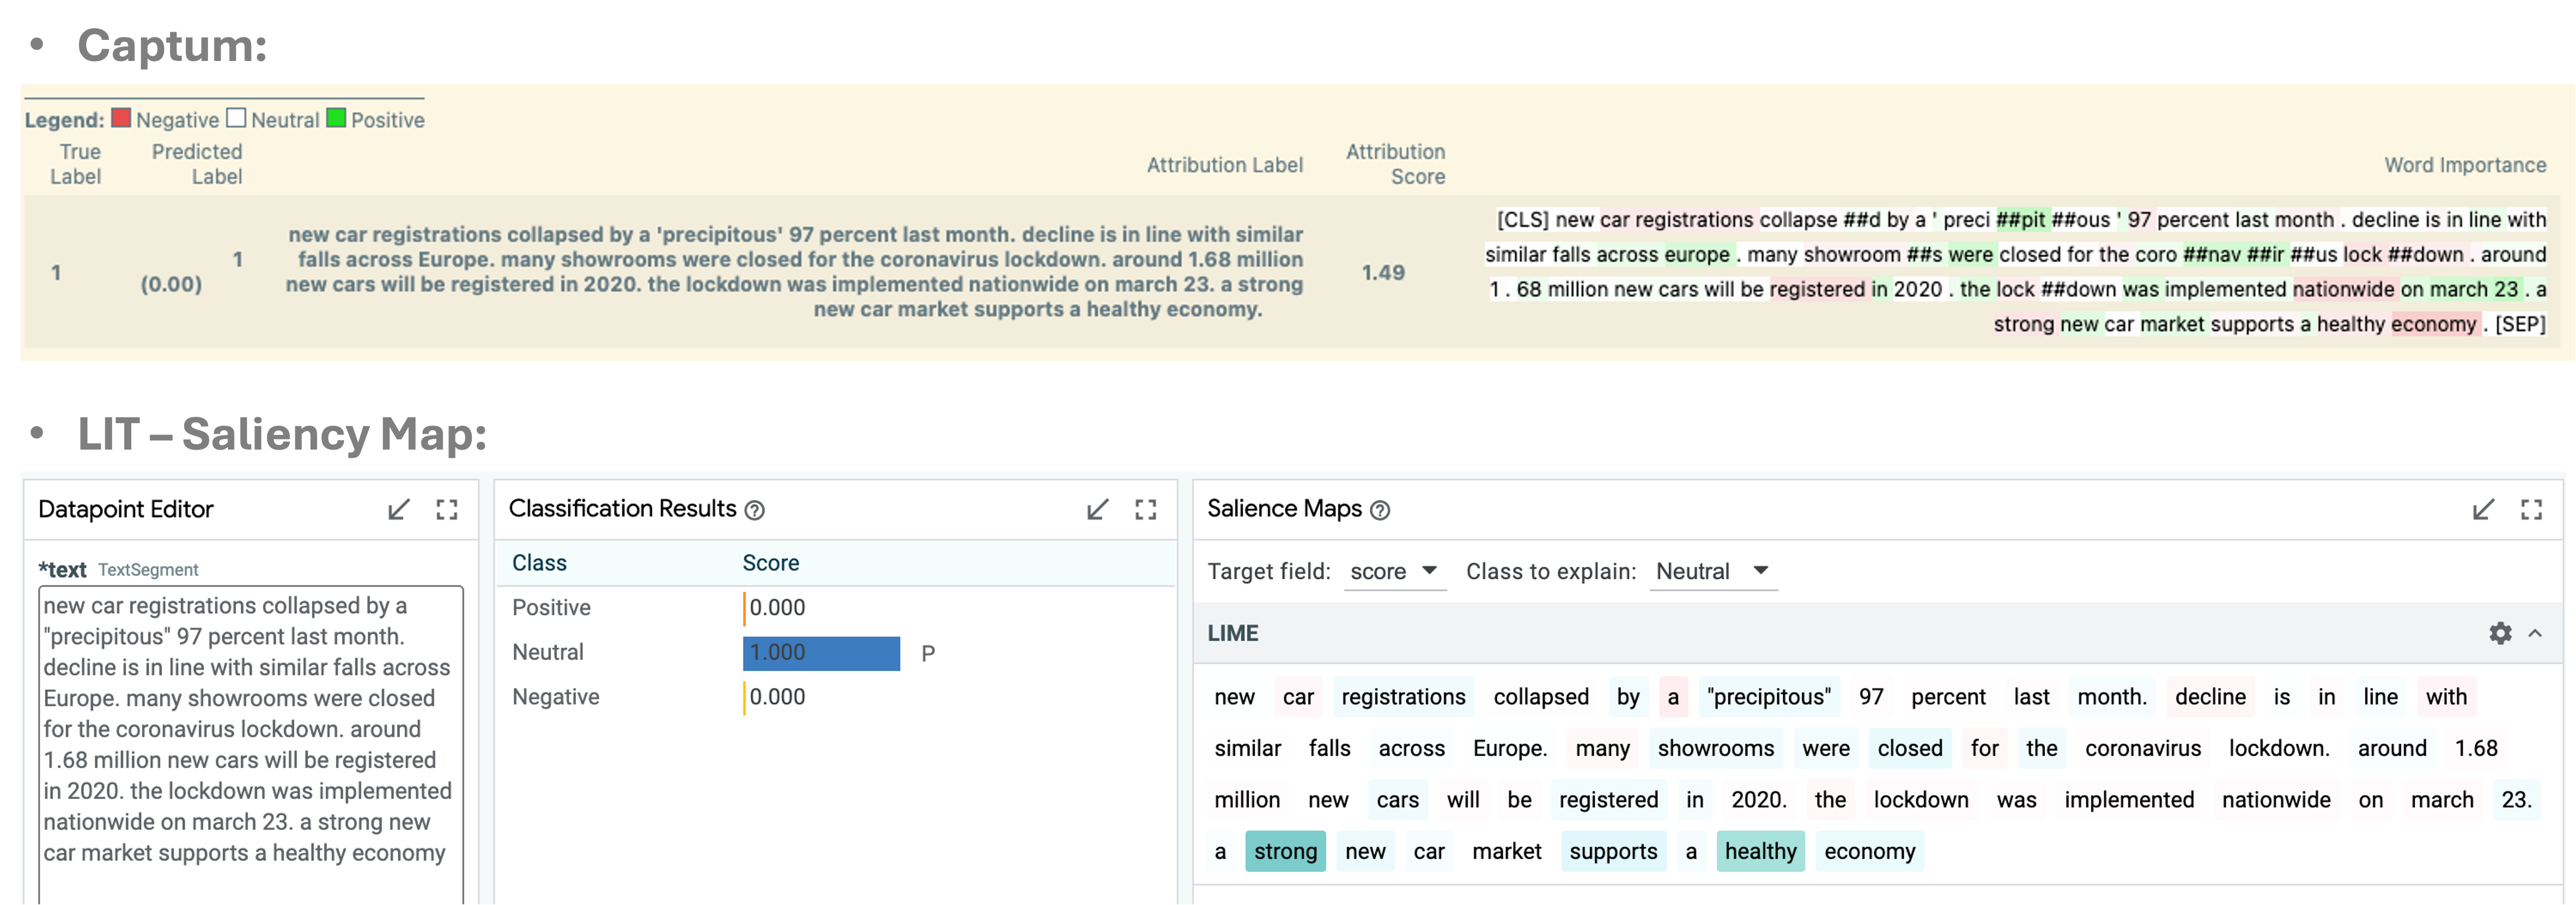 • Captum:
Legend: Negative Neutral Positive
True Label
Predicted Label
Attribution Label
Attribution Score
Word Importance
1
1 (0.00)
new car registrations collapsed by a 'precipitous' 97 percent last month. decline is in line with similar
falls across Europe. many showrooms were closed for the coronavirus lockdown. around 1.68 million
new cars will be registered in 2020. the lockdown was implemented nationwide on march 23. a strong
new car market supports a healthy economy.
1.49
[CLS] new car registrations collapse ##d by a ' preci ##pit ##ous ' 97 percent last month . decline is in line with
similar falls across europe . many showroom ##s were closed for the coro ##nav ##ir ##us lock ##down . around
1 . 68 million new cars will be registered in 2020 . the lock ##down was implemented nationwide on march 23 . a
strong new car market supports a healthy economy . [SEP]
• LIT – Saliency Map:
Datapoint Editor
*text TextSegment
new car registrations collapsed by a
"precipitous" 97 percent last month.
decline is in line with similar falls across
Europe. many showrooms were closed
for the coronavirus lockdown. around
1.68 million new cars will be registered
in 2020. the lockdown was implemented
nationwide on march 23. a strong new
car market supports a healthy economy
Classification Results ?
Class Score
Positive 0.000
Neutral 1.000 P
Negative 0.000
Salience Maps ?
Target field: score Class to explain: Neutral
LIME
new car registrations collapsed by a "precipitous" 97 percent last month. decline is in line with
similar falls across Europe. many showrooms were closed for the coronavirus lockdown. around 1.68
million new cars will be registered in 2020. the lockdown was implemented nationwide on march 23.
a strong new car market supports a healthy economy